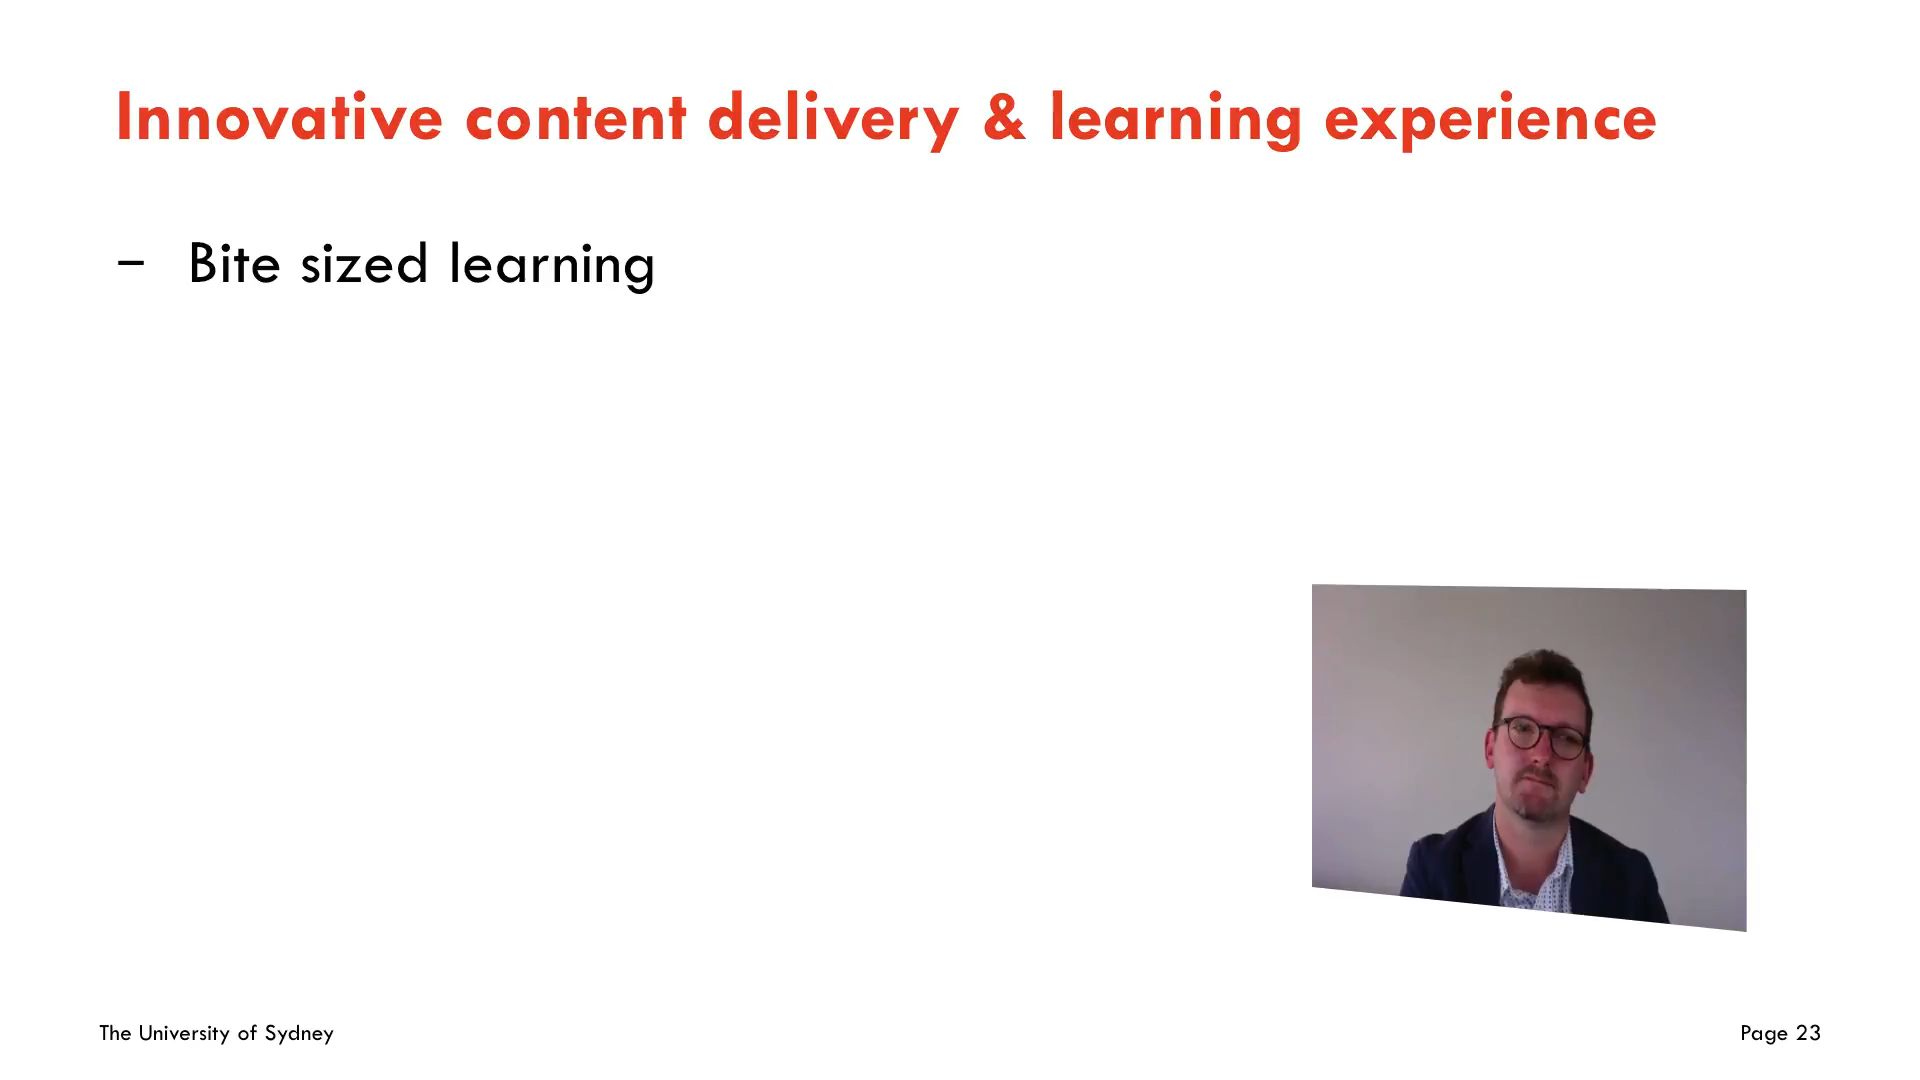 Innovative content delivery & learning experience
– Bite sized learning
The University of Sydney
Page 23